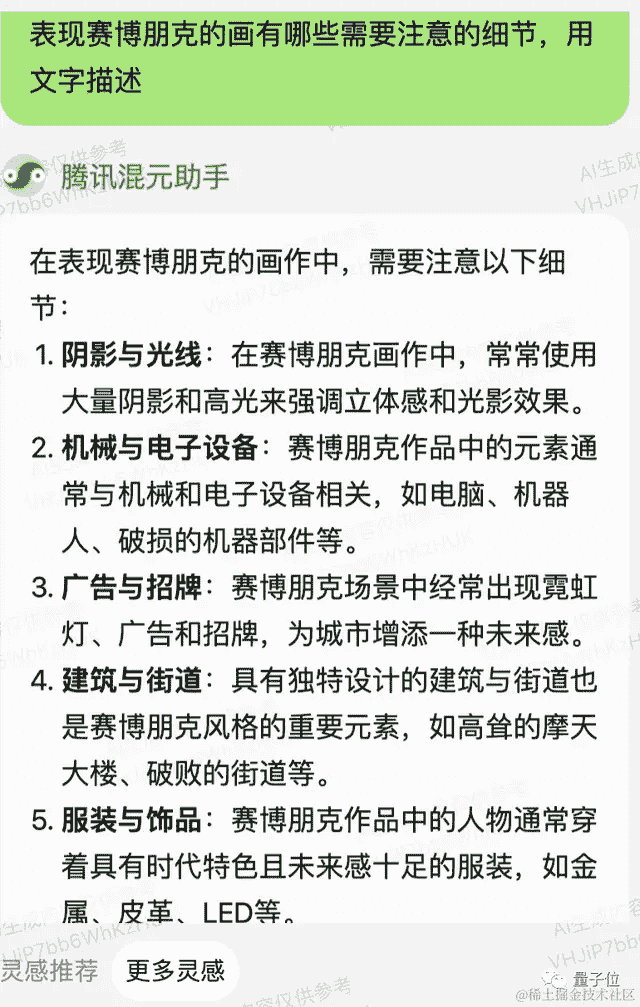 表现赛博朋克的画有哪些需要注意的细节，用
文字描述
腾讯混元助手
在表现赛博朋克的画作中，需要注意以下细
节：
1. 阴影与光线：在赛博朋克画作中，常常使用
大量阴影和高光来强调立体感和光影效果。
2. 机械与电子设备：赛博朋克作品中的元素通
常与机械和电子设备相关，如电脑、机器
人、破损的机器部件等。
3. 广告与招牌：赛博朋克场景中经常出现霓虹
灯、广告和招牌，为城市增添一种未来感。
4. 建筑与街道：具有独特设计的建筑与街道也
是赛博朋克风格的重要元素，如高耸的摩天
大楼、破败的街道等。
5. 服装与饰品：赛博朋克作品中的人物通常穿
着具有时代特色且未来感十足的服装，如金
属、皮革、LED等。
灵感推荐 更多灵感
量子位
@稀土掘金技术社区